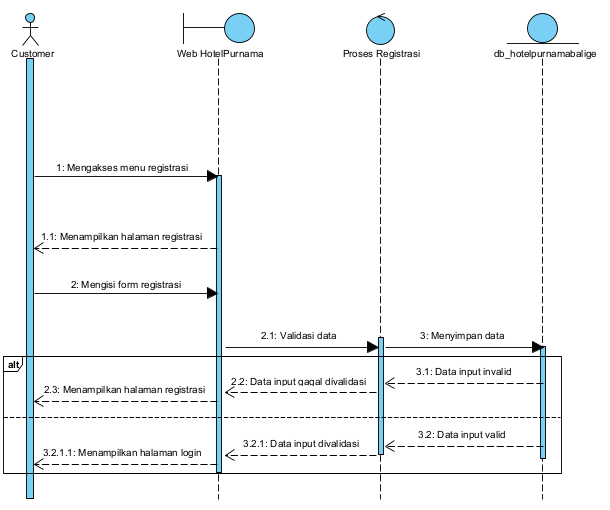 Customer
Web HotelPurnama
Proses Registrasi
db_hotelpurnamabalige
1: Mengakses menu registrasi
1.1: Menampilkan halaman registrasi
2: Mengisi form registrasi
2.1: Validasi data
3: Menyimpan data
alt
3.1: Data input invalid
2.2: Data input gagal divalidasi
2.3: Menampilkan halaman registrasi
3.2: Data input valid
3.2.1: Data input divalidasi
3.2.1.1: Menampilkan halaman login